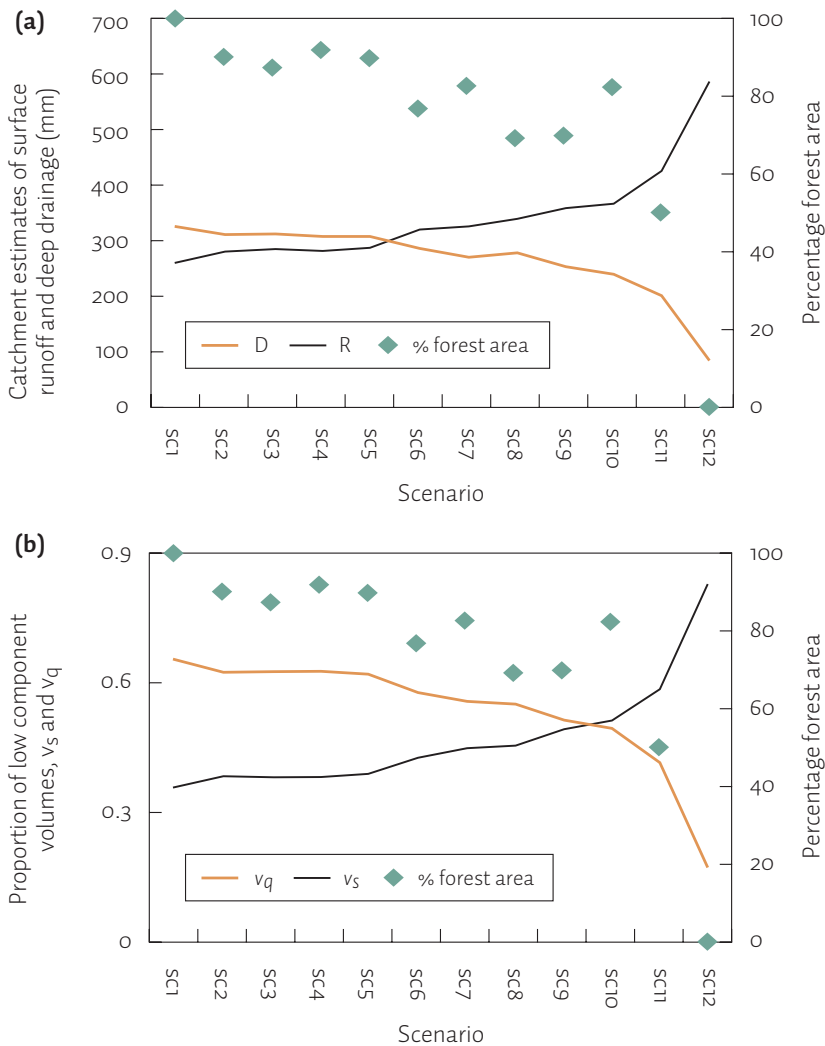 (a)
Catchment estimates of surface
runoff and deep drainage (mm)
700
600
500
400
300
200
100
0
D R % forest area
100
80
60
40
20
0
Percentage forest area
SC1 SC2 SC3 SC4 SC5 SC6 SC7 SC8 SC9 SC10 SC11 SC12
Scenario
(b)
Proportion of low component
volumes, vs and vq
0.9
0.6
0.3
0
vq vs % forest area
100
80
60
40
20
0
Percentage forest area
SC1 SC2 SC3 SC4 SC5 SC6 SC7 SC8 SC9 SC10 SC11 SC12
Scenario